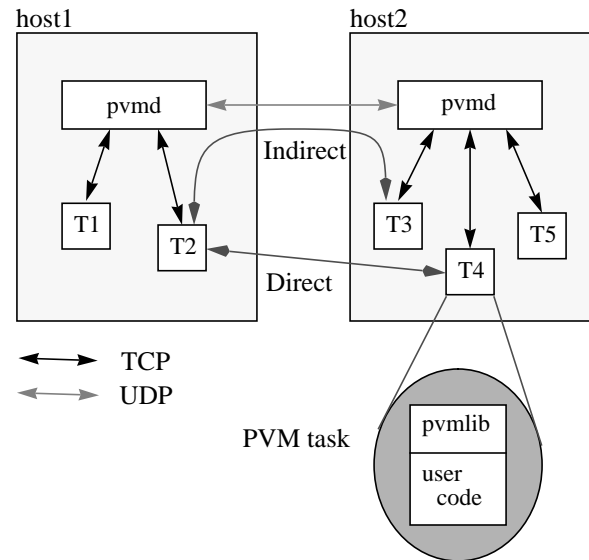 host1
host2
pvmd
pvmd
Indirect
T1
T2
T3
T4
T5
Direct
TCP
UDP
PVM task
pvmlib
user
code